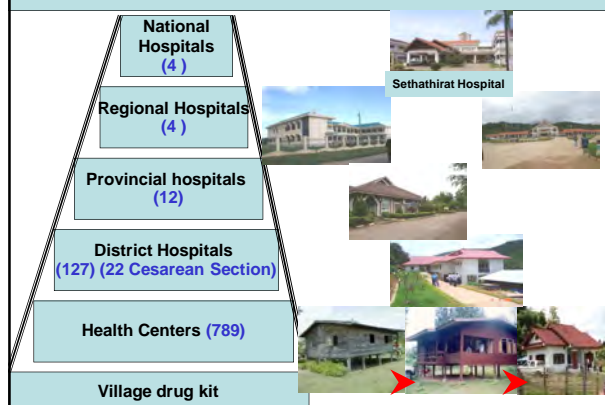 National
Hospitals
(4 )
Sethathirat Hospital
Regional Hospitals
(4 )
Provincial hospitals
(12)
District Hospitals
(127) (22 Cesarean Section)
Health Centers (789)
Village drug kit